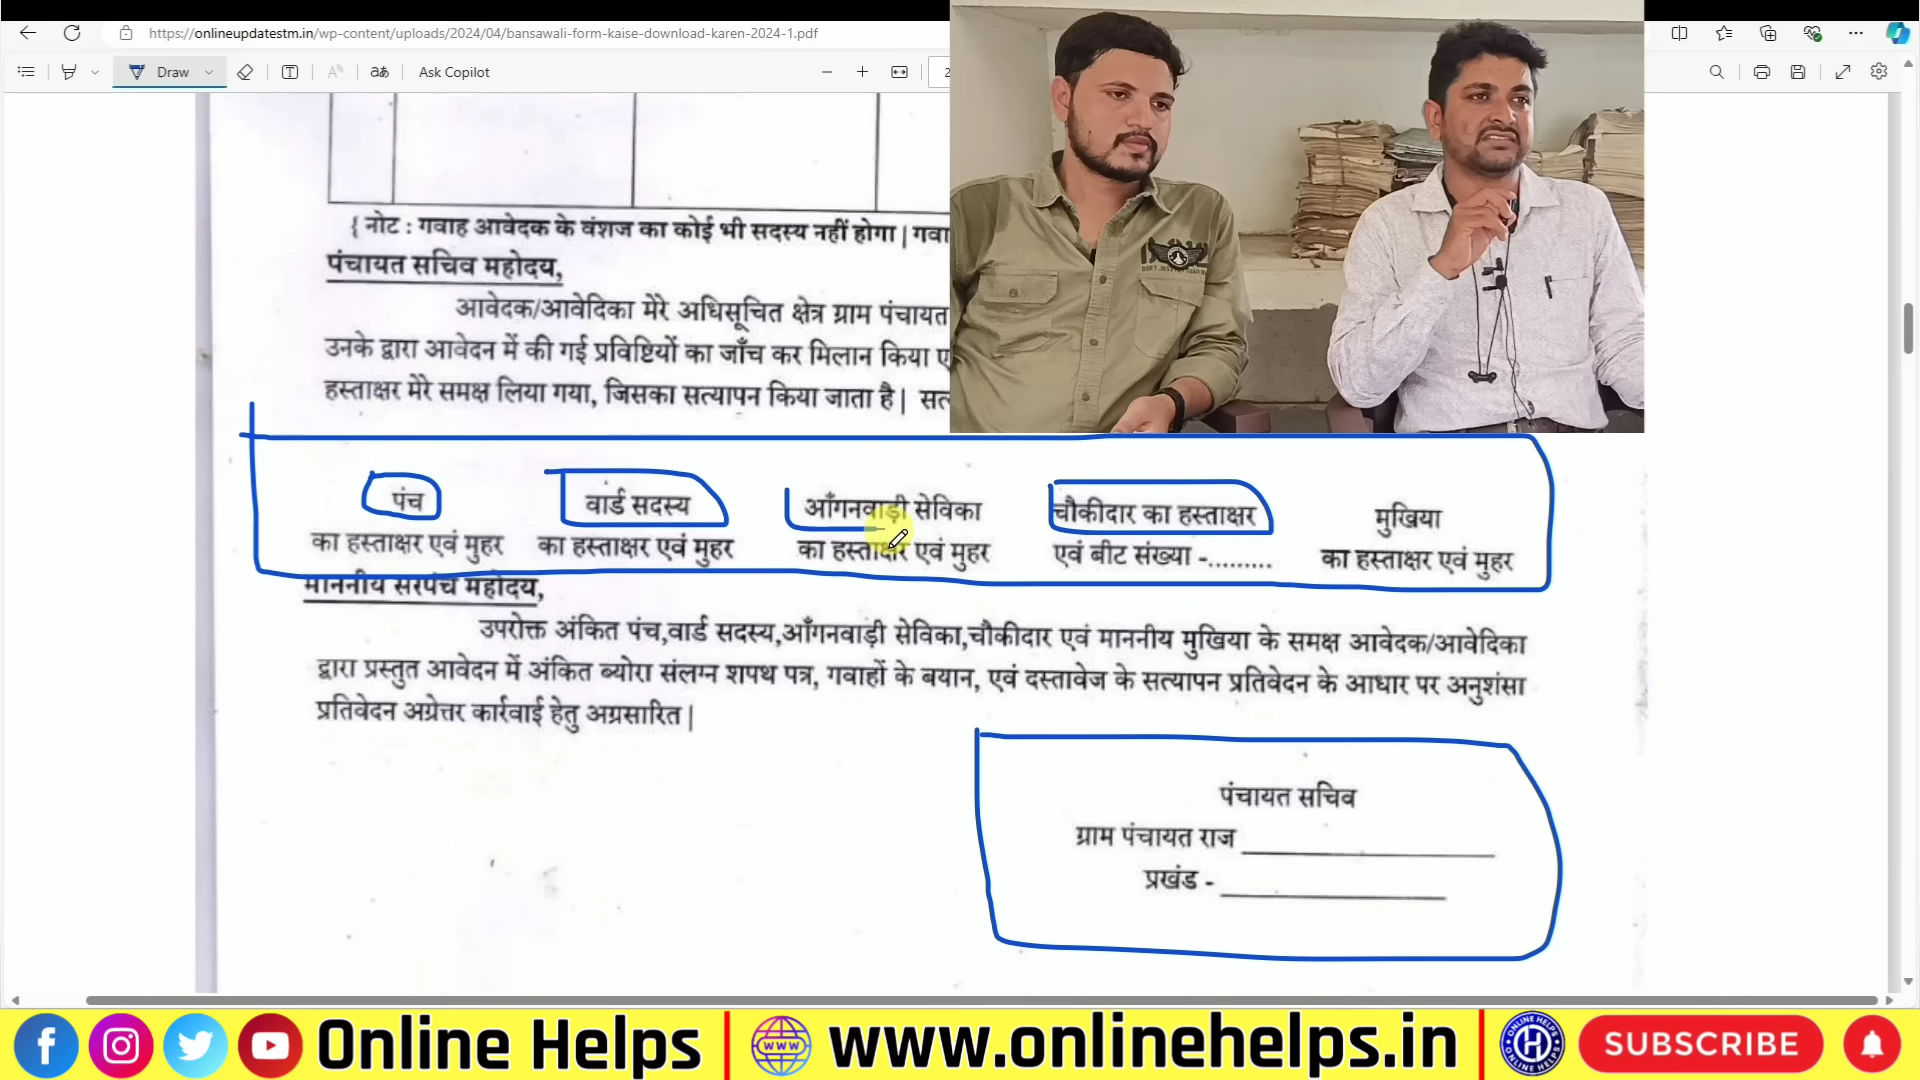 https://onlineupdatestm.in/wp-content/uploads/2024/04/bansawali-form-kaise-download-karen-2024-1.pdf
Draw
Ask Copilot
2
{ नोट : गवाह आवेदक के वंशज का कोई भी सदस्य नहीं होगा | गवा
पंचायत सचिव महोदय,
आवेदक/आवेदिका मेरे अधिसूचित क्षेत्र ग्राम पंचायत
उनके द्वारा आवेदन में की गई प्रविष्टियों का जाँच कर मिलान किया ए
हस्ताक्षर मेरे समक्ष लिया गया, जिसका सत्यापन किया जाता है | सत
पंच वार्ड सदस्य आँगनवाड़ी सेविका चौकीदार का हस्ताक्षर मुखिया
का हस्ताक्षर एवं मुहर का हस्ताक्षर एवं मुहर का हस्ताक्षर एवं मुहर एवं बीट संख्या -......... का हस्ताक्षर एवं मुहर
माननीय सरपंच महोदय,
उपरोक्त अंकित पंच,वार्ड सदस्य,आँगनवाड़ी सेविका,चौकीदार एवं माननीय मुखिया के समक्ष आवेदक/आवेदिका
द्वारा प्रस्तुत आवेदन में अंकित ब्योरा संलग्न शपथ पत्र, गवाहों के बयान, एवं दस्तावेज के सत्यापन प्रतिवेदन के आधार पर अनुशंसा
प्रतिवेदन अग्रेत्तर कार्रवाई हेतु अग्रसारित |
पंचायत सचिव
ग्राम पंचायत राज ____________
प्रखंड - ____________
Online Helps www.onlinehelps.in SUBSCRIBE